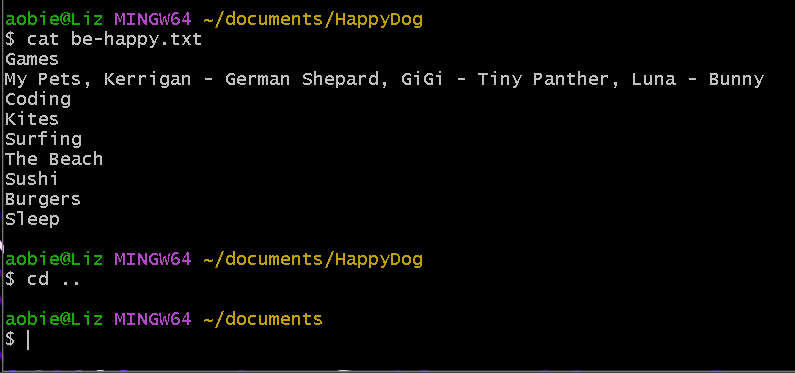 aobie@Liz MINGW64 ~/documents/HappyDog
$ cat be-happy.txt
Games
My Pets, Kerrigan - German Shepard, GiGi - Tiny Panther, Luna - Bunny
Coding
Kites
Surfing
The Beach
Sushi
Burgers
Sleep
aobie@Liz MINGW64 ~/documents/HappyDog
$ cd ..
aobie@Liz MINGW64 ~/documents
$